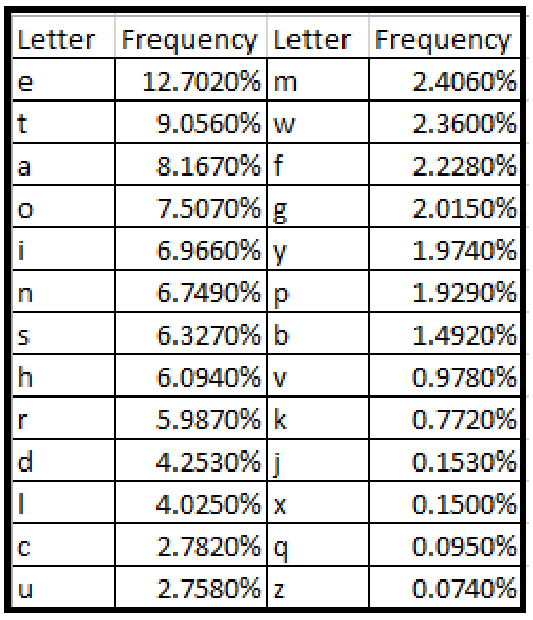 Letter Frequency Letter Frequency
e 12.7020% m 2.4060%
t 9.0560% w 2.3600%
a 8.1670% f 2.2280%
o 7.5070% g 2.0150%
i 6.9660% y 1.9740%
n 6.7490% p 1.9290%
s 6.3270% b 1.4920%
h 6.0940% v 0.9780%
r 5.9870% k 0.7720%
d 4.2530% j 0.1530%
l 4.0250% x 0.1500%
c 2.7820% q 0.0950%
u 2.7580% z 0.0740%